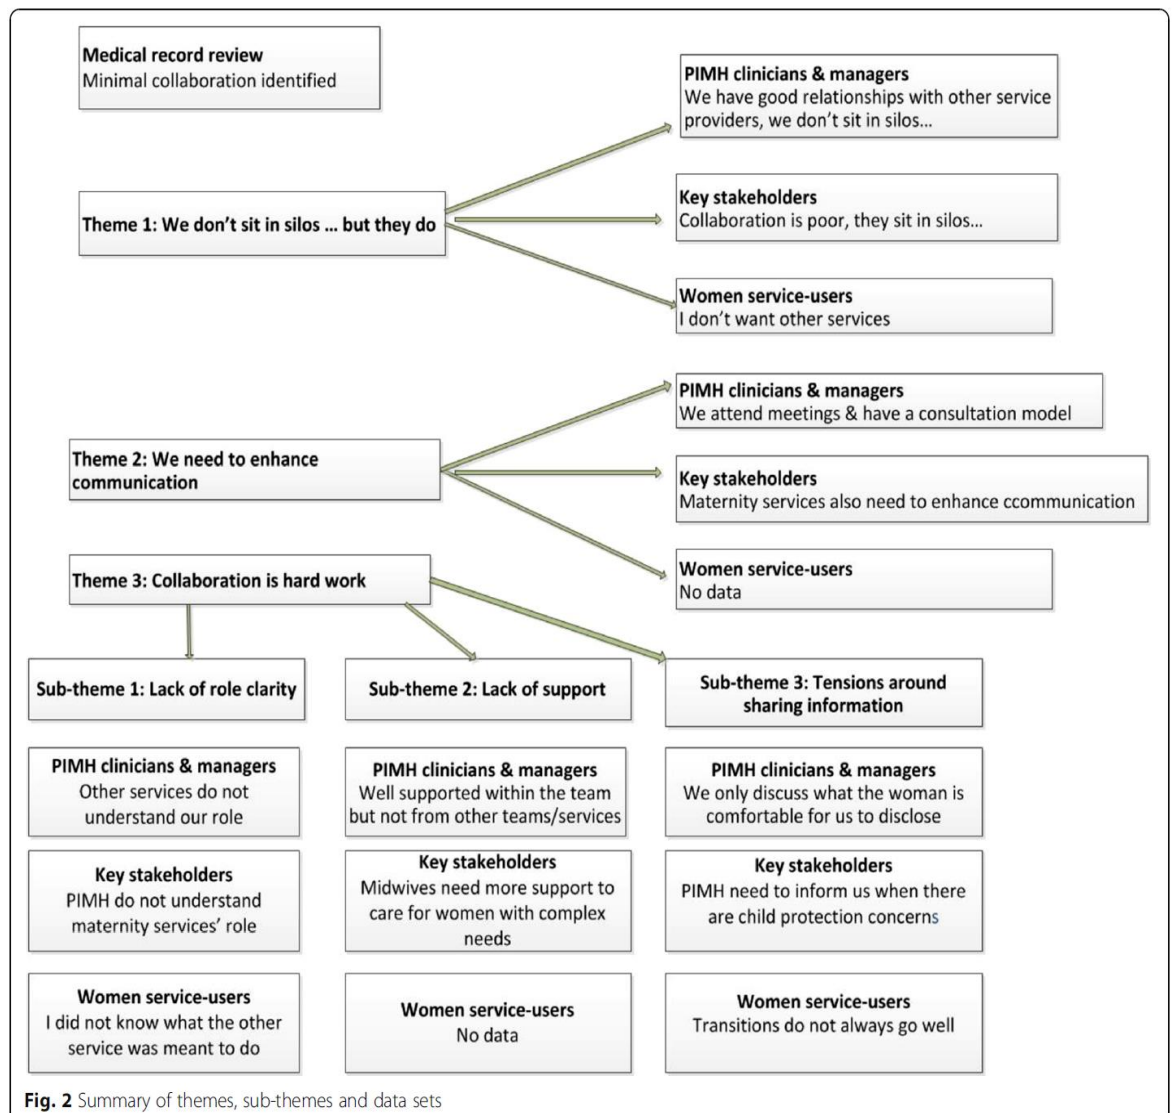 Medical record review
Minimal collaboration identified
PIMH clinicians & managers
We have good relationships with other service
providers, we don't sit in silos...
Theme 1: We don't sit in silos ... but they do
Key stakeholders
Collaboration is poor, they sit in silos...
Women service-users
I don't want other services
Theme 2: We need to enhance
communication
PIMH clinicians & managers
We attend meetings & have a consultation model
Key stakeholders
Maternity services also need to enhance ccommunication
Women service-users
No data
Theme 3: Collaboration is hard work
Sub-theme 1: Lack of role clarity
PIMH clinicians & managers
Other services do not
understand our role
Key stakeholders
PIMH do not understand
maternity services' role
Women service-users
I did not know what the other
service was meant to do
Sub-theme 2: Lack of support
PIMH clinicians & managers
Well supported within the team
but not from other teams/services
Key stakeholders
Midwives need more support to
care for women with complex
needs
Women service-users
No data
Sub-theme 3: Tensions around
sharing information
PIMH clinicians & managers
We only discuss what the woman is
comfortable for us to disclose
Key stakeholders
PIMH need to inform us when there
are child protection concerns
Women service-users
Transitions do not always go well
Fig. 2 Summary of themes, sub-themes and data sets